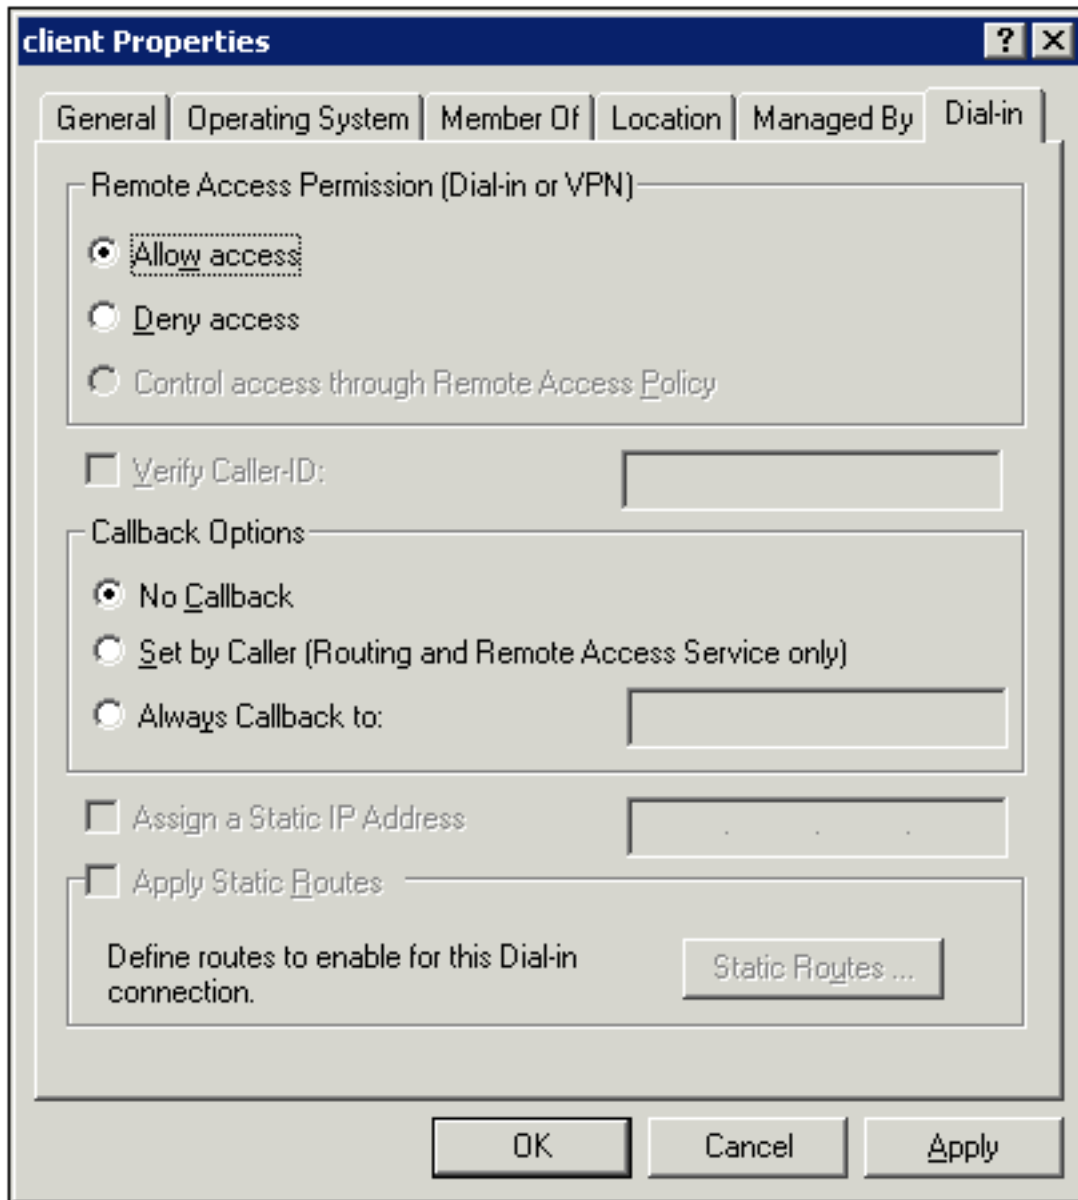 client Properties
General Operating System Member Of Location Managed By Dial-in
Remote Access Permission (Dial-in or VPN)
Allow access
Deny access
Control access through Remote Access Policy
Verify Caller-ID:
Callback Options
No Callback
Set by Caller (Routing and Remote Access Service only)
Always Callback to:
Assign a Static IP Address
Apply Static Routes
Define routes to enable for this Dial-in
connection.
Static Routes ...
OK Cancel Apply